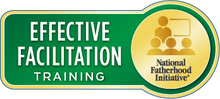 EFFECTIVE
FACILITATION
TRAINING
National
Fatherhood
Initiative®